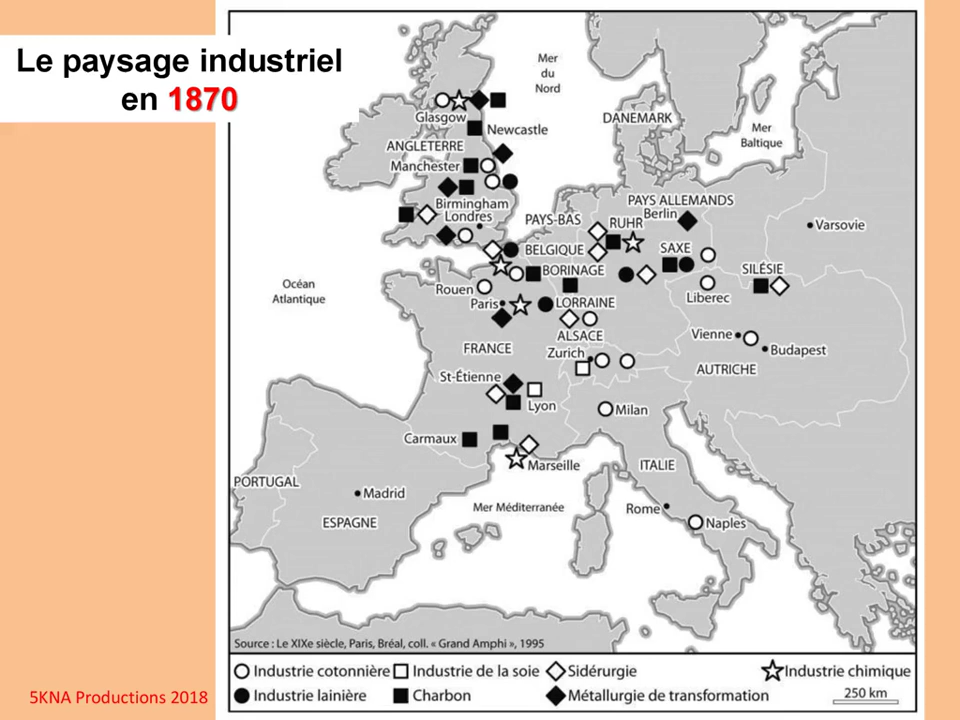 Le paysage industriel
en 1870
Mer
du
Nord
Glasgow
DANEMARK
Newcastle
Mer
Baltique
ANGLETERRE
Manchester
Birmingham
PAYS ALLEMANDS
Londres
Berlin
PAYS-BAS
RUHR
Varsovie
BELGIQUE
SAXE
BORINAGE
SILÉSIE
Océan
Atlantique
Rouen
Liberec
Paris
LORRAINE
ALSACE
Vienne
FRANCE
Zurich
Budapest
AUTRICHE
St-Étienne
Lyon
Milan
Carmaux
Marseille
ITALIE
PORTUGAL
Madrid
Mer Méditerranée
Rome
ESPAGNE
Naples
Source : Le XIXe siècle, Paris, Bréal, coll. « Grand Amphi », 1995
Industrie cotonnière Industrie de la soie Sidérurgie Industrie chimique
Industrie lainière Charbon Métallurgie de transformation 250 km
5KNA Productions 2018